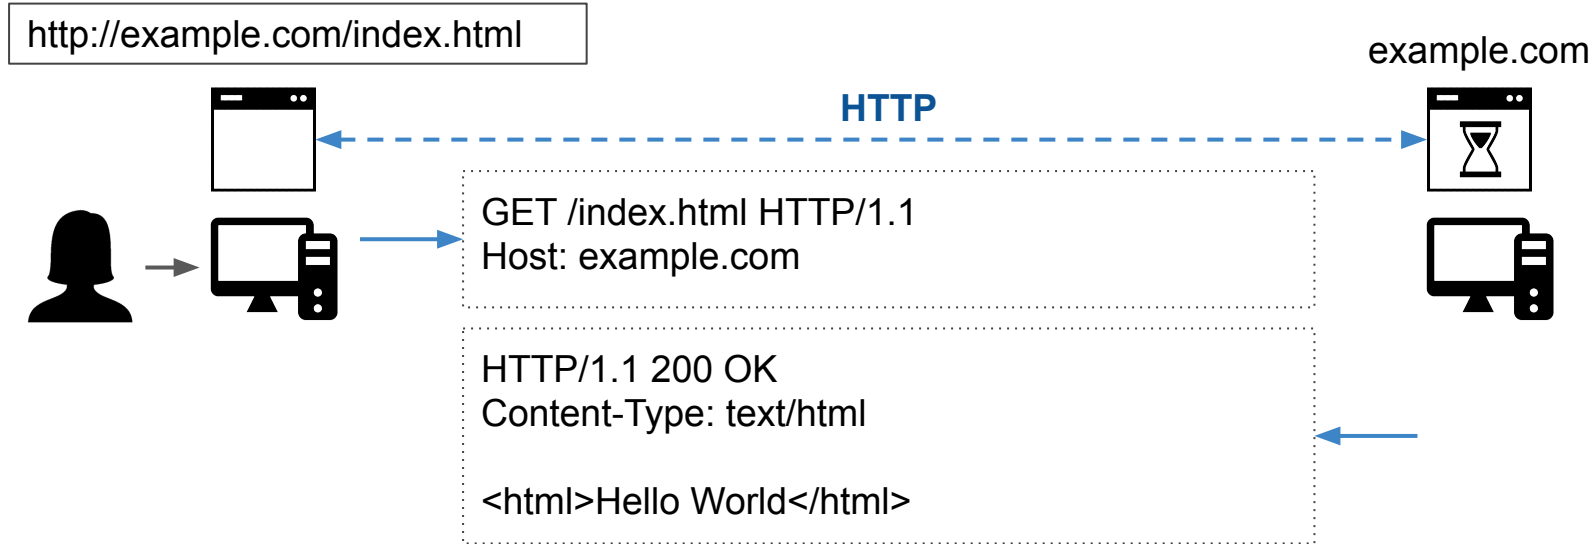 http://example.com/index.html
example.com
HTTP
GET /index.html HTTP/1.1
Host: example.com
HTTP/1.1 200 OK
Content-Type: text/html
<html>Hello World</html>